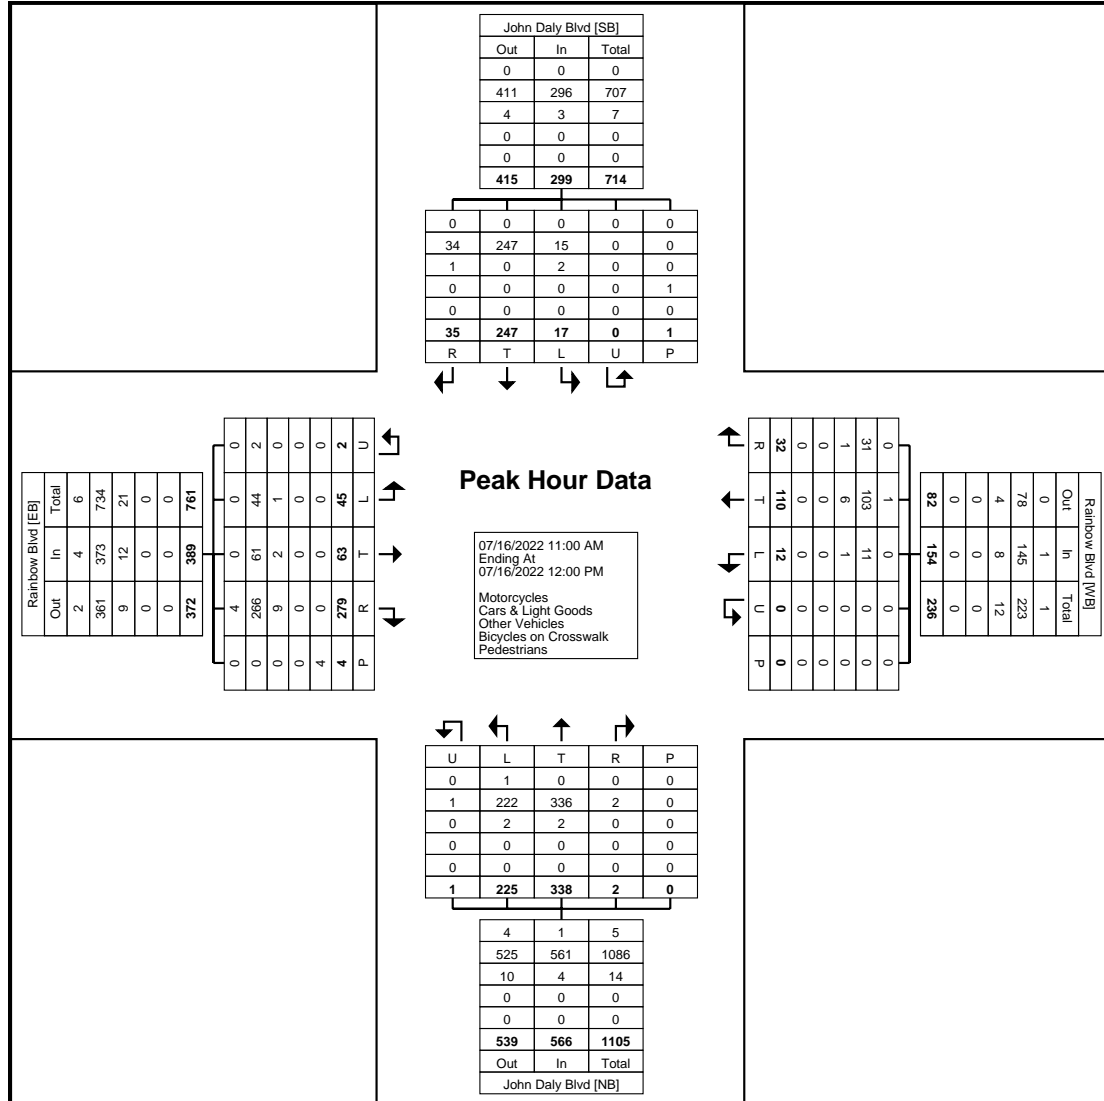 John Daly Blvd [SB]
Out In Total
0 0 0
411 296 707
4 3 7
0 0 0
0 0 0
415 299 714
0 0 0 0 0
34 247 15 0 0
1 0 2 0 0
0 0 0 0 1
0 0 0 0 0
35 247 17 0 1
R T L U P
Rainbow Blvd [EB]
Total In Out
6 4 2
734 373 361
21 12 9
0 0 0
0 0 0
761 389 372
0 0 0 4 0
2 44 61 266 0
0 1 2 9 0
0 0 0 0 0
0 0 0 0 4
2 45 63 279 4
U L T R P
Peak Hour Data
07/16/2022 11:00 AM
Ending At
07/16/2022 12:00 PM
Motorcycles
Cars & Light Goods
Other Vehicles
Bicycles on Crosswalk
Pedestrians
Rainbow Blvd [WB]
Out In Total
0 1 1
78 145 223
4 8 12
0 0 0
0 0 0
82 154 236
0 1 0 0 0
31 103 11 0 0
1 6 1 0 0
0 0 0 0 0
0 0 0 0 0
32 110 12 0 0
R T L U P
U L T R P
0 1 0 0 0
1 222 336 2 0
0 2 2 0 0
0 0 0 0 0
0 0 0 0 0
1 225 338 2 0
4 1 5
525 561 1086
10 4 14
0 0 0
0 0 0
539 566 1105
Out In Total
John Daly Blvd [NB]